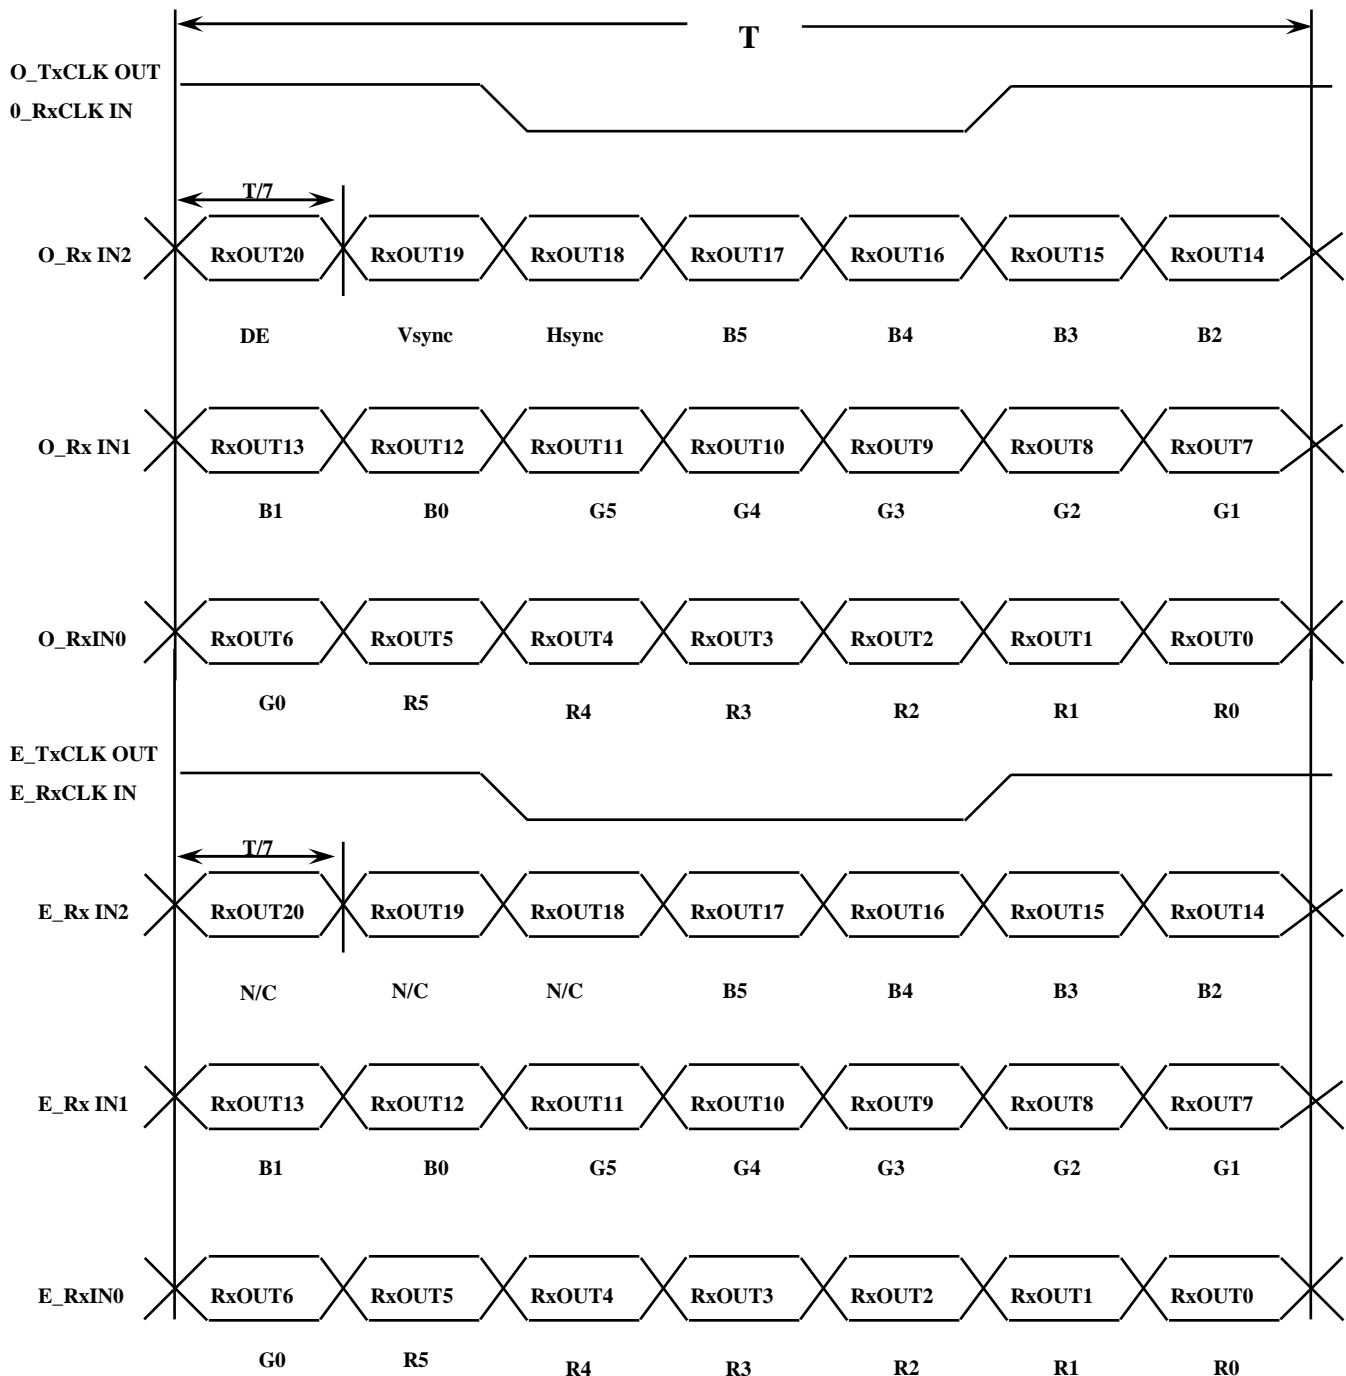 T
O_TxCLK OUT
0_RxCLK IN
T/7
O_Rx IN2 RxOUT20 RxOUT19 RxOUT18 RxOUT17 RxOUT16 RxOUT15 RxOUT14
DE Vsync Hsync B5 B4 B3 B2
O_Rx IN1 RxOUT13 RxOUT12 RxOUT11 RxOUT10 RxOUT9 RxOUT8 RxOUT7
B1 B0 G5 G4 G3 G2 G1
O_RxIN0 RxOUT6 RxOUT5 RxOUT4 RxOUT3 RxOUT2 RxOUT1 RxOUT0
G0 R5 R4 R3 R2 R1 R0
E_TxCLK OUT
E_RxCLK IN
T/7
E_Rx IN2 RxOUT20 RxOUT19 RxOUT18 RxOUT17 RxOUT16 RxOUT15 RxOUT14
N/C N/C N/C B5 B4 B3 B2
E_Rx IN1 RxOUT13 RxOUT12 RxOUT11 RxOUT10 RxOUT9 RxOUT8 RxOUT7
B1 B0 G5 G4 G3 G2 G1
E_RxIN0 RxOUT6 RxOUT5 RxOUT4 RxOUT3 RxOUT2 RxOUT1 RxOUT0
G0 R5 R4 R3 R2 R1 R0